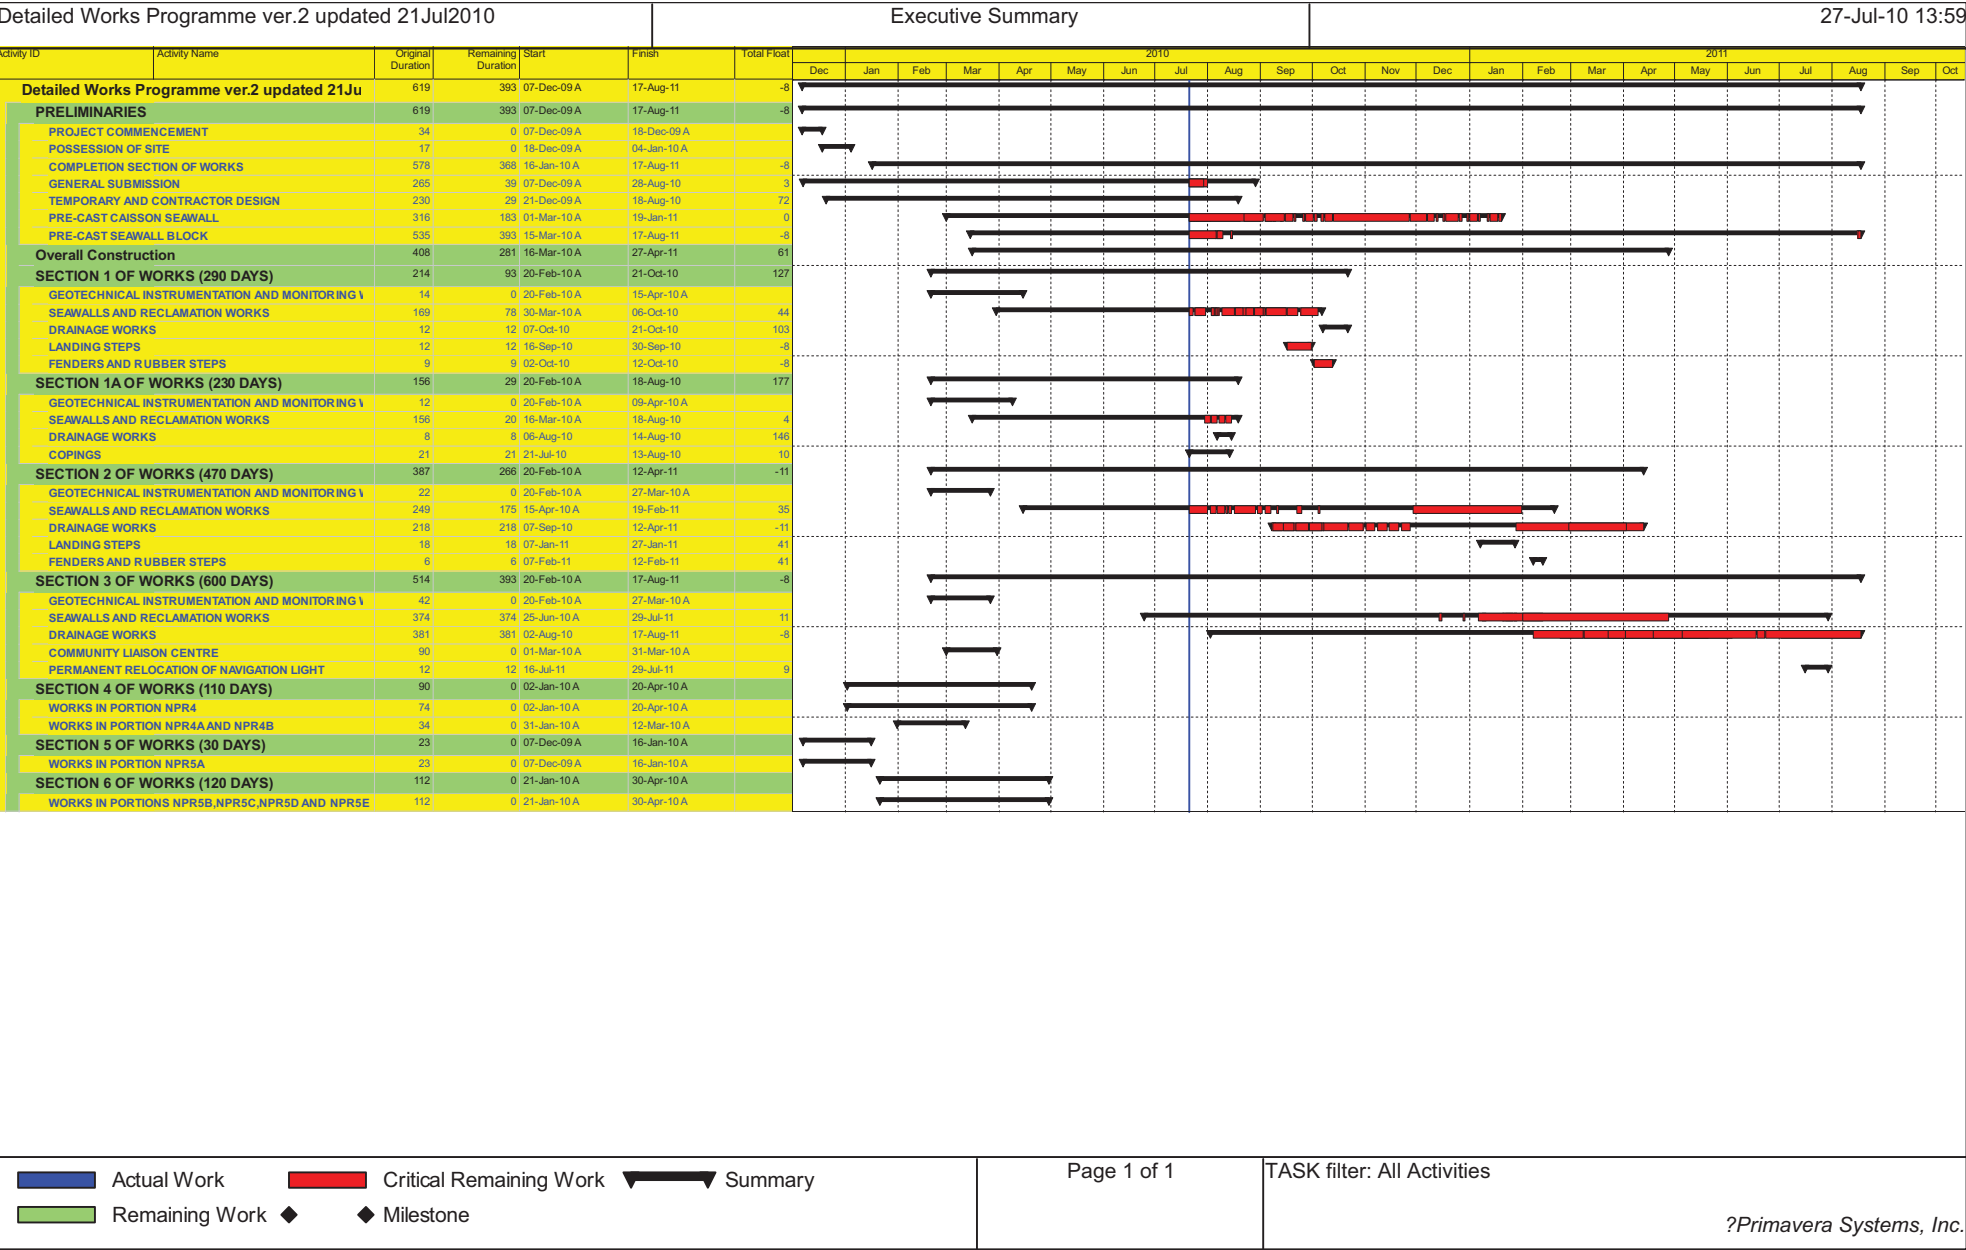 Detailed Works Programme ver.2 updated 21Jul2010 Executive Summary 27-Jul-10 13:59
Activity ID Activity Name Original Duration Remaining Duration Start Finish Total Float 2010 2011
Dec Jan Feb Mar Apr May Jun Jul Aug Sep Oct Nov Dec Jan Feb Mar Apr May Jun Jul Aug Sep Oct
Detailed Works Programme ver.2 updated 21Ju 619 393 07-Dec-09 A 17-Aug-11 -8
PRELIMINARIES 619 393 07-Dec-09 A 17-Aug-11 -8
PROJECT COMMENCEMENT 34 0 07-Dec-09 A 18-Dec-09 A
POSSESSION OF SITE 17 0 18-Dec-09 A 04-Jan-10 A
COMPLETION SECTION OF WORKS 578 368 16-Jan-10 A 17-Aug-11 -8
GENERAL SUBMISSION 265 39 07-Dec-09 A 28-Aug-10 3
TEMPORARY AND CONTRACTOR DESIGN 230 29 21-Dec-09 A 18-Aug-10 72
PRE-CAST CAISSON SEAWALL 316 183 01-Mar-10 A 19-Jan-11 0
PRE-CAST SEAWALL BLOCK 535 393 15-Mar-10 A 17-Aug-11 -8
Overall Construction 408 281 16-Mar-10 A 27-Apr-11 61
SECTION 1 OF WORKS (290 DAYS) 214 93 20-Feb-10 A 21-Oct-10 127
GEOTECHNICAL INSTRUMENTATION AND MONITORING 14 0 20-Feb-10 A 15-Apr-10 A
SEAWALLS AND RECLAMATION WORKS 169 78 30-Mar-10 A 06-Oct-10 44
DRAINAGE WORKS 12 12 07-Oct-10 21-Oct-10 103
LANDING STEPS 12 12 16-Sep-10 30-Sep-10 -8
FENDERS AND RUBBER STEPS 9 9 02-Oct-10 12-Oct-10 -8
SECTION 1A OF WORKS (230 DAYS) 156 29 20-Feb-10 A 18-Aug-10 177
GEOTECHNICAL INSTRUMENTATION AND MONITORING 12 0 20-Feb-10 A 09-Apr-10 A
SEAWALLS AND RECLAMATION WORKS 156 20 16-Mar-10 A 18-Aug-10 4
DRAINAGE WORKS 8 8 06-Aug-10 14-Aug-10 146
COPINGS 21 21 21-Jul-10 13-Aug-10 10
SECTION 2 OF WORKS (470 DAYS) 387 266 20-Feb-10 A 12-Apr-11 -11
GEOTECHNICAL INSTRUMENTATION AND MONITORING 22 0 20-Feb-10 A 27-Mar-10 A
SEAWALLS AND RECLAMATION WORKS 249 175 15-Apr-10 A 19-Feb-11 35
DRAINAGE WORKS 218 218 07-Sep-10 12-Apr-11 -11
LANDING STEPS 18 18 07-Jan-11 27-Jan-11 41
FENDERS AND RUBBER STEPS 6 6 07-Feb-11 12-Feb-11 41
SECTION 3 OF WORKS (600 DAYS) 514 393 20-Feb-10 A 17-Aug-11 -8
GEOTECHNICAL INSTRUMENTATION AND MONITORING 42 0 20-Feb-10 A 27-Mar-10 A
SEAWALLS AND RECLAMATION WORKS 374 374 25-Jun-10 A 29-Jul-11 11
DRAINAGE WORKS 381 381 02-Aug-10 17-Aug-11 -8
COMMUNITY LIAISON CENTRE 90 0 01-Mar-10 A 31-Mar-10 A
PERMANENT RELOCATION OF NAVIGATION LIGHT 12 12 16-Jul-11 29-Jul-11 9
SECTION 4 OF WORKS (110 DAYS) 90 0 02-Jan-10 A 20-Apr-10 A
WORKS IN PORTION NPR4 74 0 02-Jan-10 A 20-Apr-10 A
WORKS IN PORTION NPR4A AND NPR4B 34 0 31-Jan-10 A 12-Mar-10 A
SECTION 5 OF WORKS (30 DAYS) 23 0 07-Dec-09 A 16-Jan-10 A
WORKS IN PORTION NPR5A 23 0 07-Dec-09 A 16-Jan-10 A
SECTION 6 OF WORKS (120 DAYS) 112 0 21-Jan-10 A 30-Apr-10 A
WORKS IN PORTIONS NPR5B,NPR5C,NPR5D AND NPR5E 112 0 21-Jan-10 A 30-Apr-10 A
Actual Work Critical Remaining Work Summary Page 1 of 1 TASK filter: All Activities
Remaining Work Milestone
?Primavera Systems, Inc.